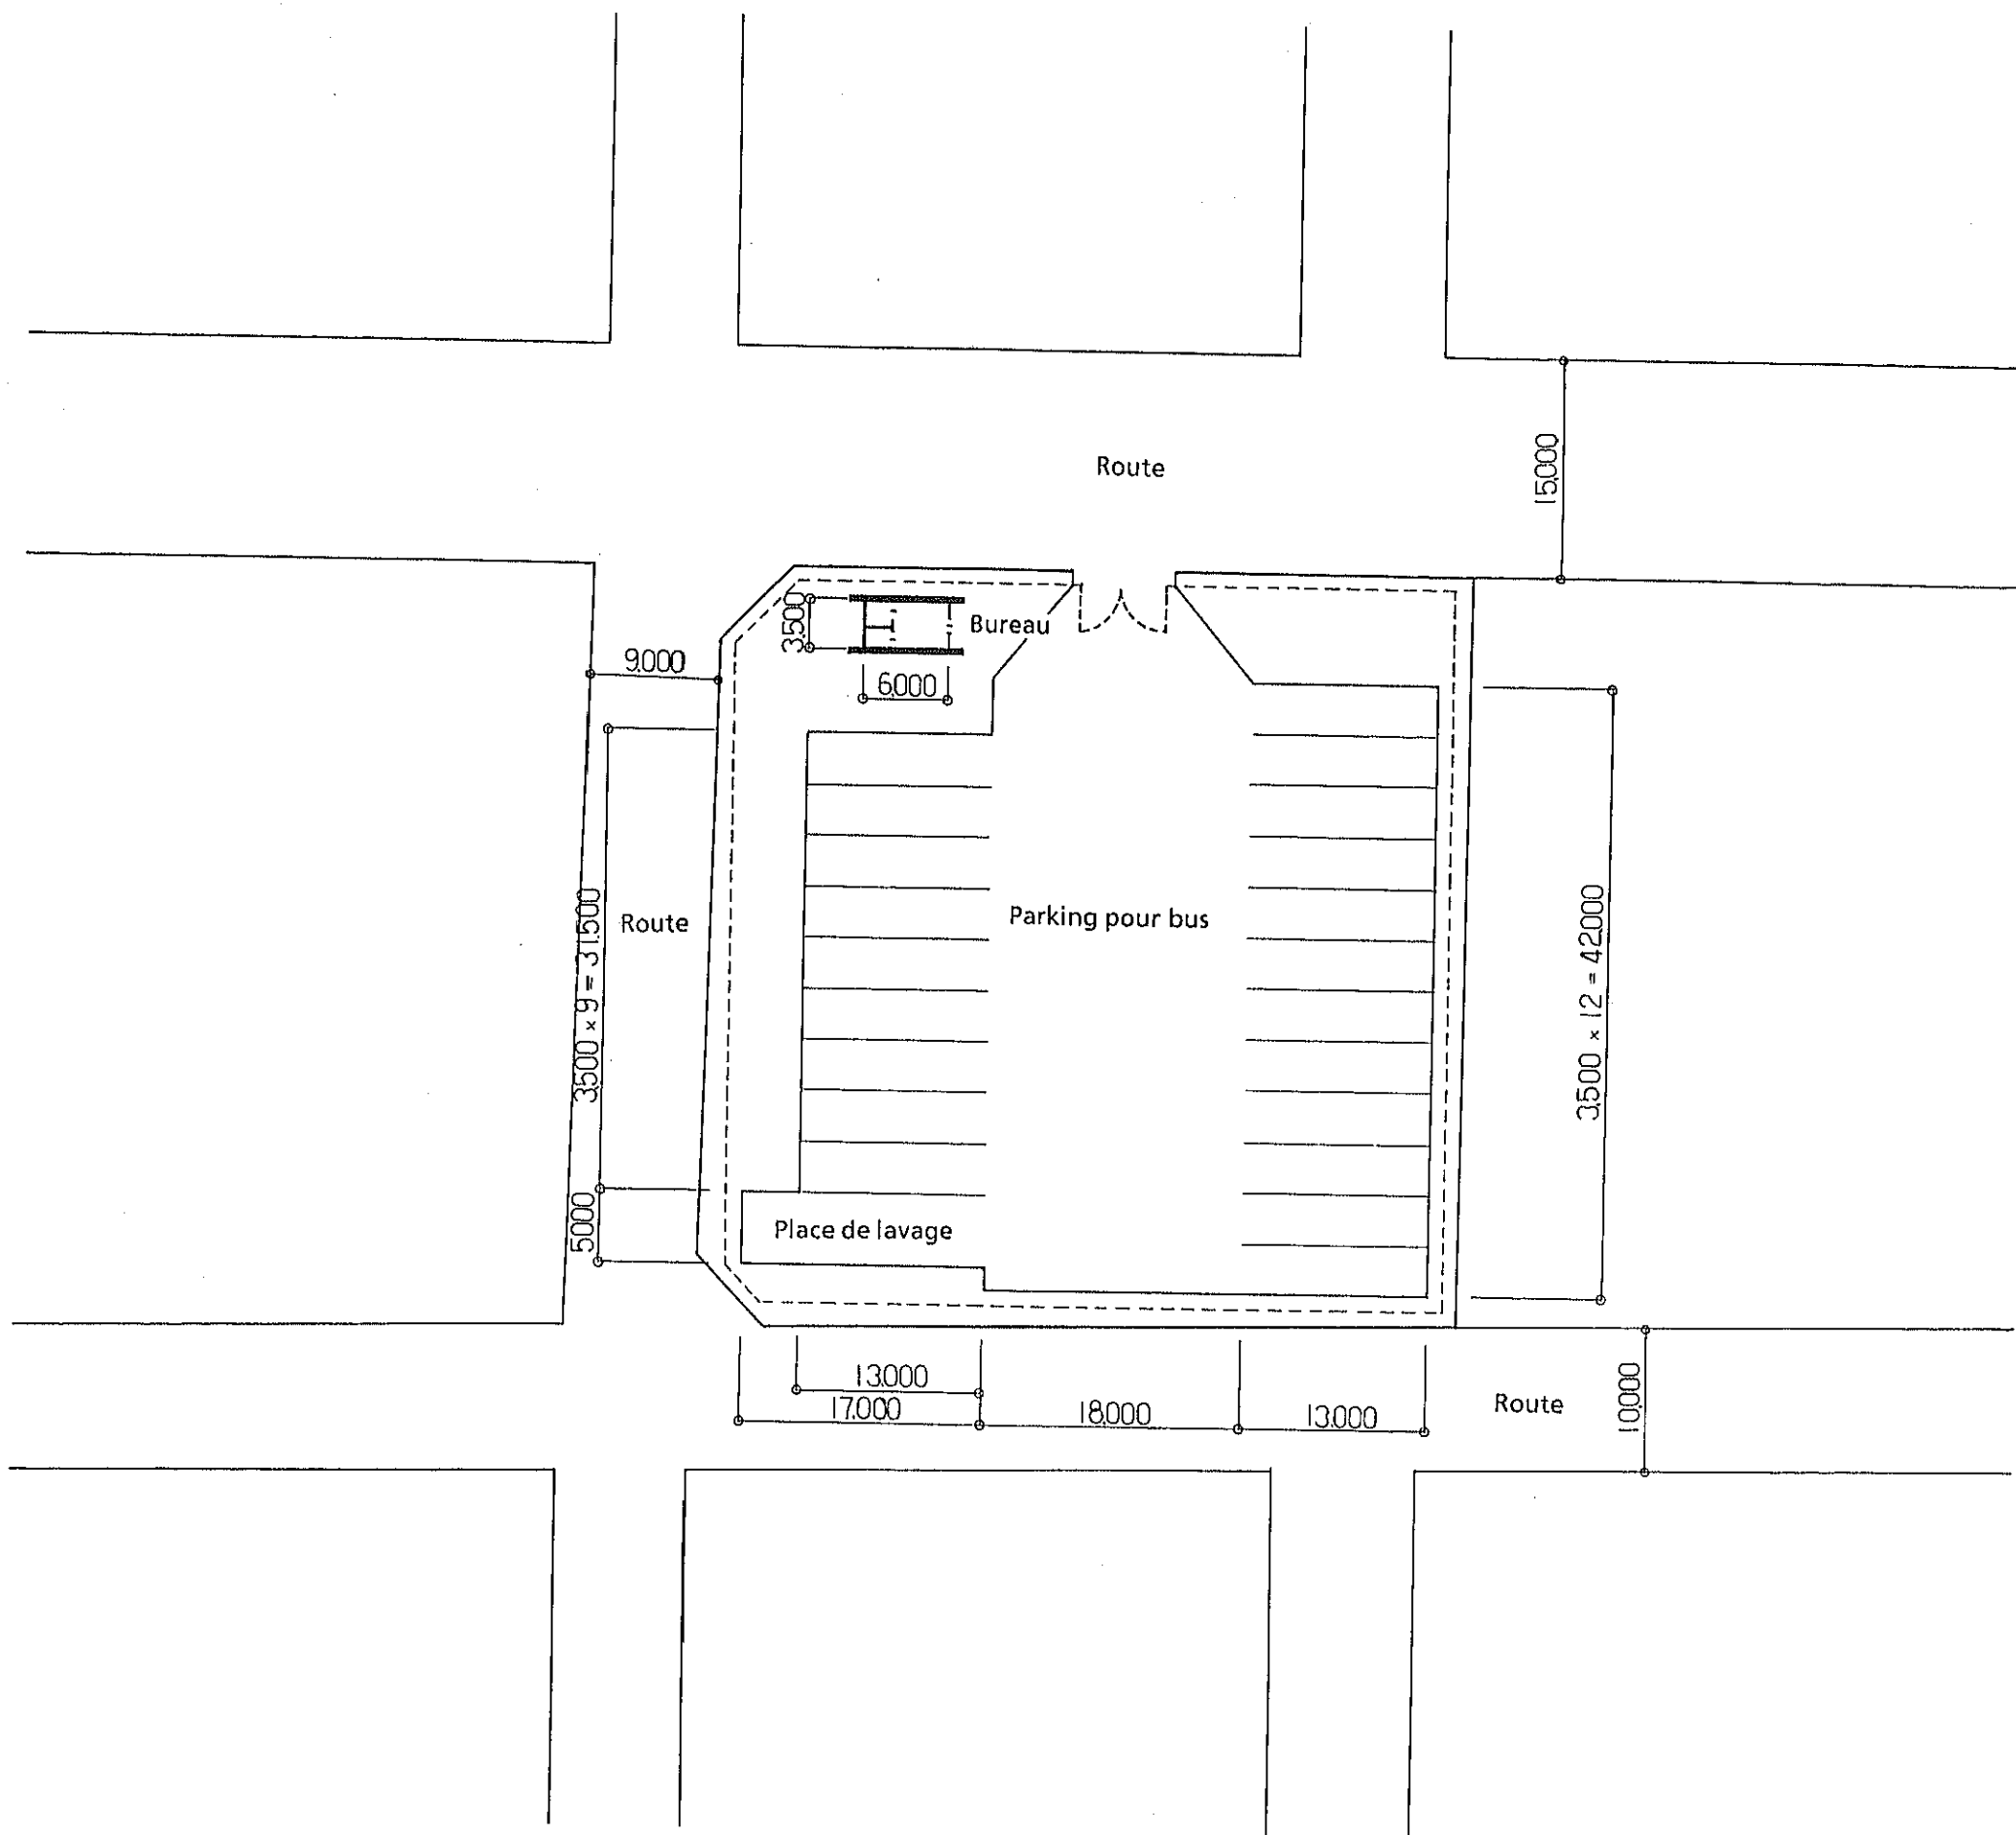 Route
15,000
3,500
Bureau
9,000
6,000
3,500 × 9 = 31,500
Route
Parking pour bus
3,500 × 12 = 42,000
5,000
Place de lavage
13,000
17,000
18,000
13,000
Route
10,000